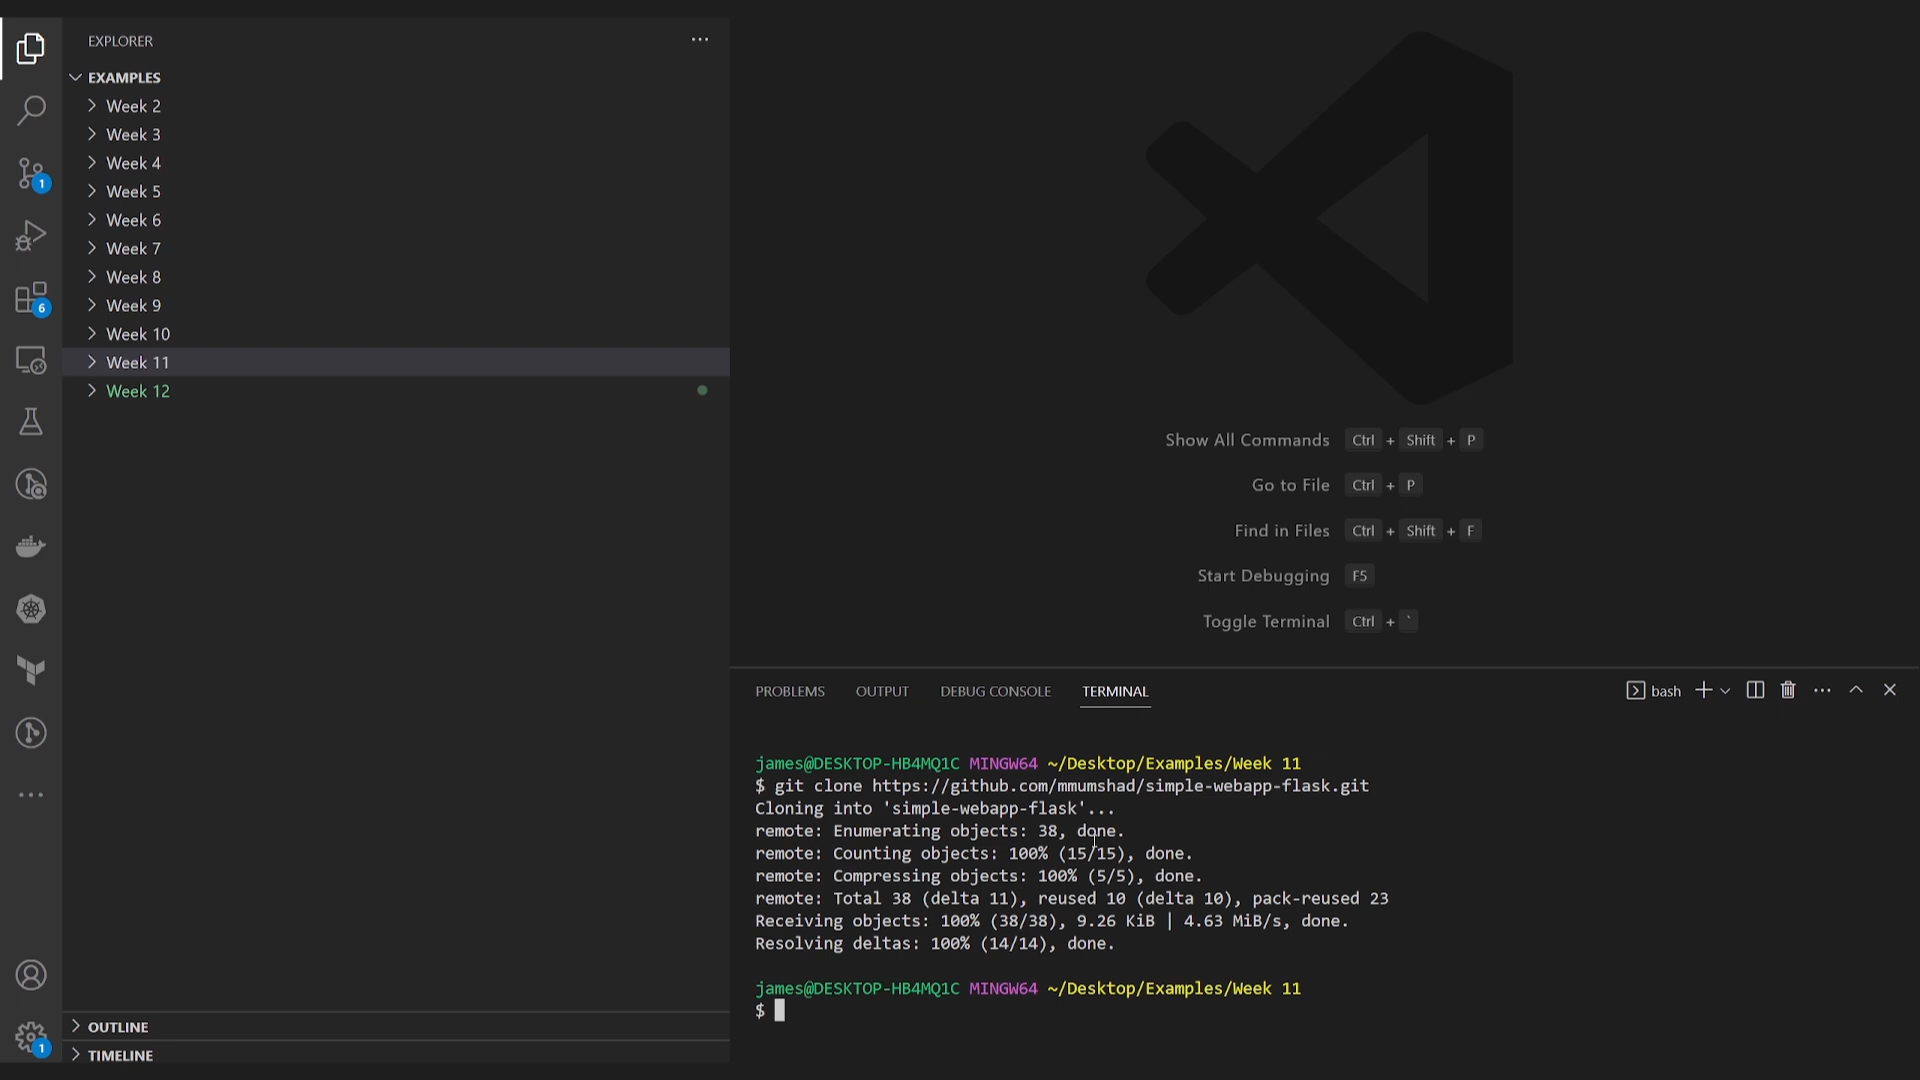 EXPLORER
EXAMPLES
Week 2
Week 3
Week 4
Week 5
Week 6
Week 7
Week 8
Week 9
Week 10
Week 11
Week 12
OUTLINE
TIMELINE
1
6
1
Show All Commands Ctrl + Shift + P
Go to File Ctrl + P
Find in Files Ctrl + Shift + F
Start Debugging F5
Toggle Terminal Ctrl + `
PROBLEMS OUTPUT DEBUG CONSOLE TERMINAL bash
james@DESKTOP-HB4MQ1C MINGW64 ~/Desktop/Examples/Week 11
$ git clone https://github.com/mmumshad/simple-webapp-flask.git
Cloning into 'simple-webapp-flask'...
remote: Enumerating objects: 38, done.
remote: Counting objects: 100% (15/15), done.
remote: Compressing objects: 100% (5/5), done.
remote: Total 38 (delta 11), reused 10 (delta 10), pack-reused 23
Receiving objects: 100% (38/38), 9.26 KiB | 4.63 MiB/s, done.
Resolving deltas: 100% (14/14), done.
james@DESKTOP-HB4MQ1C MINGW64 ~/Desktop/Examples/Week 11
$